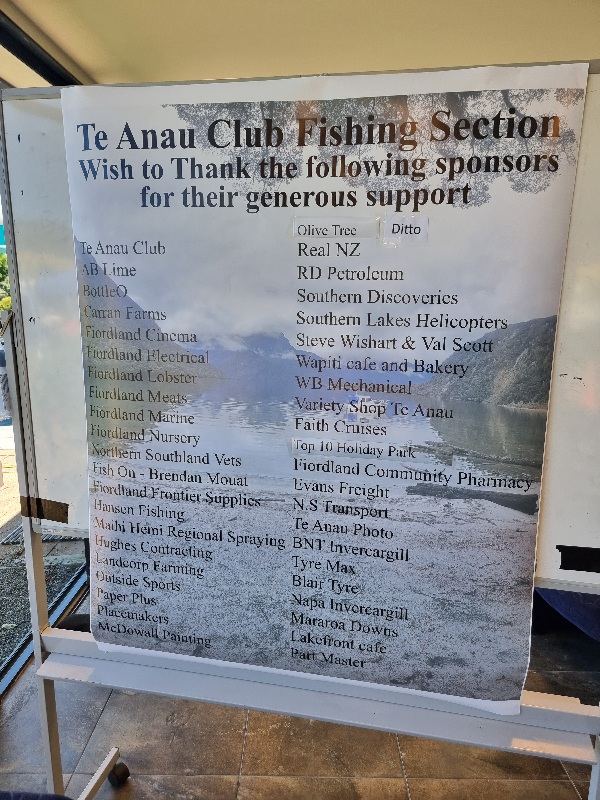 Te Anau Club Fishing Section
Wish to Thank the following sponsors
for their generous support
Te Anau Club
AB Lime
BottleO
Carran Farms
Fiordland Cinema
Fiordland Electrical
Fiordland Lobster
Fiordland Meats
Fiordland Marine
Fiordland Nursery
Northern Southland Vets
Fish On - Brendan Mouat
Fiordland Frontier Supplies
Hansen Fishing
Maihi Heimi Regional Spraying
Hughes Contracting
Landcorp Farming
Outside Sports
Paper Plus
Placemakers
McDowall Painting
Olive Tree Ditto
Real NZ
RD Petroleum
Southern Discoveries
Southern Lakes Helicopters
Steve Wishart & Val Scott
Wapiti cafe and Bakery
WB Mechanical
Variety Shop Te Anau
Faith Cruises
Top 10 Holiday Park
Fiordland Community Pharmacy
Evans Freight
N.S Transport
Te Anau Photo
BNT Invercargill
Tyre Max
Blair Tyre
Napa Invercargill
Mararoa Downs
Lakefront cafe
Part Master